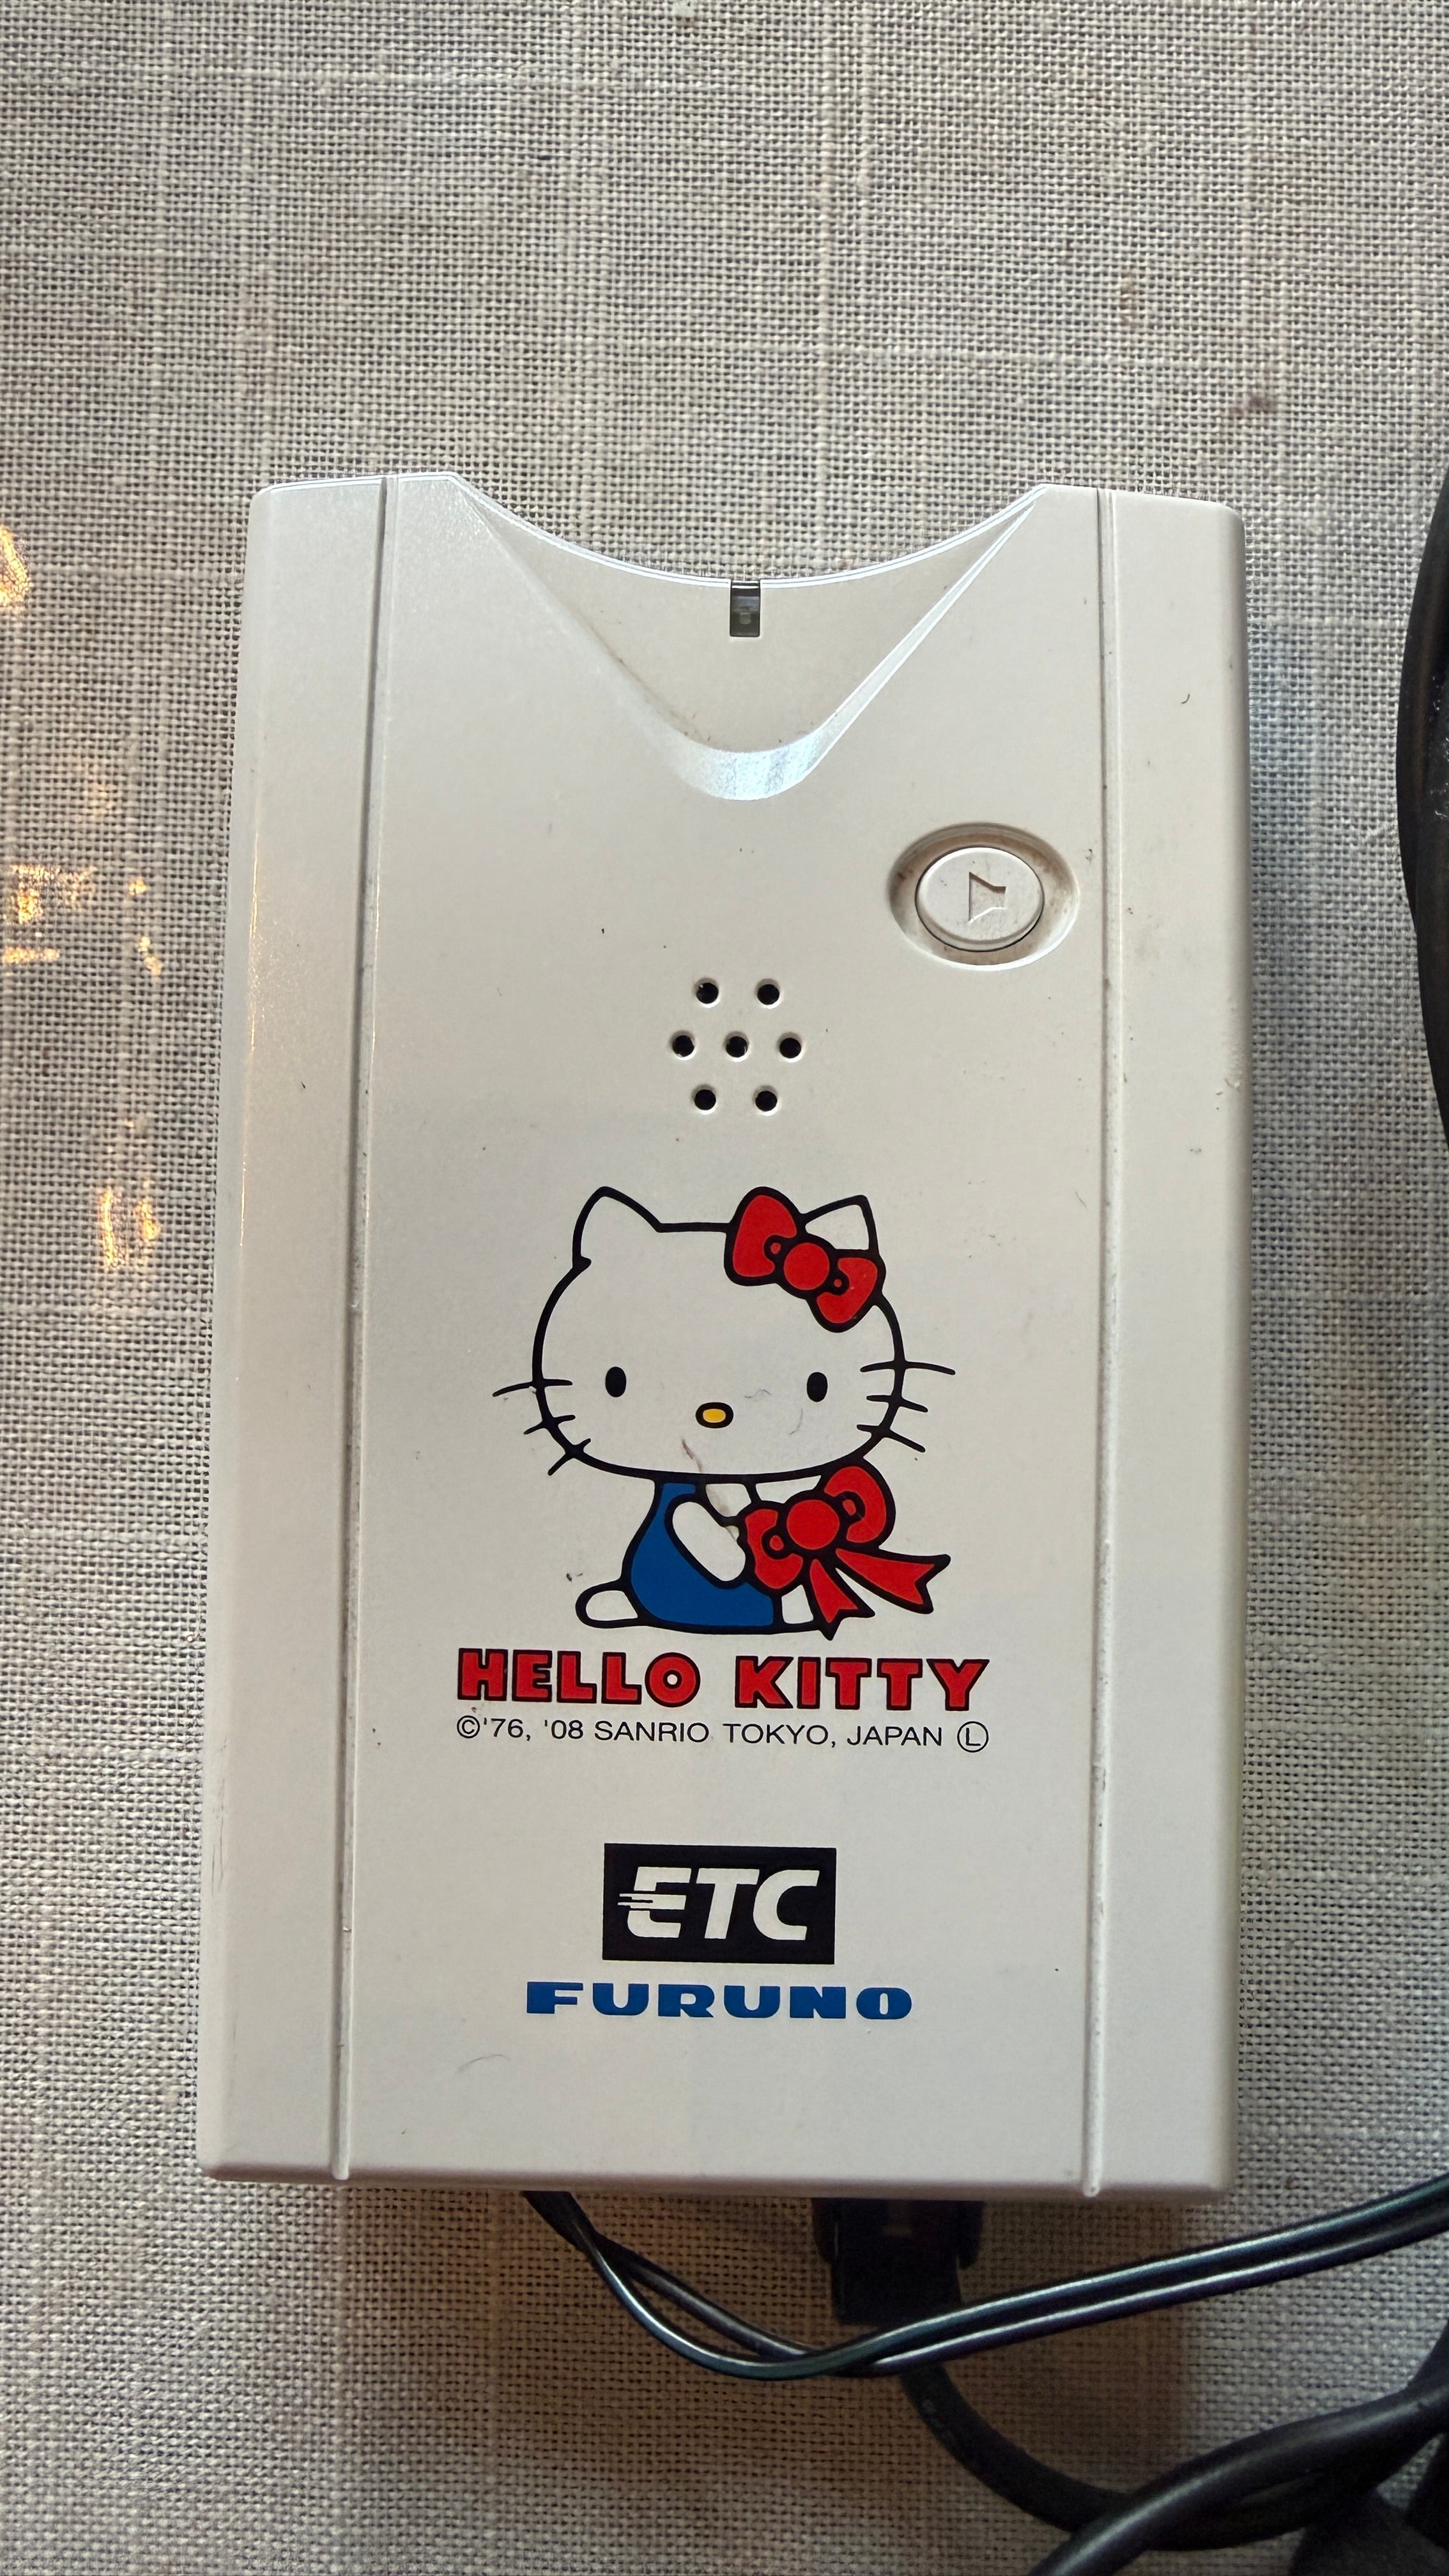 HELLO KITTY
©'76, '08 SANRIO TOKYO, JAPAN Ⓛ
ETC
FURUNO